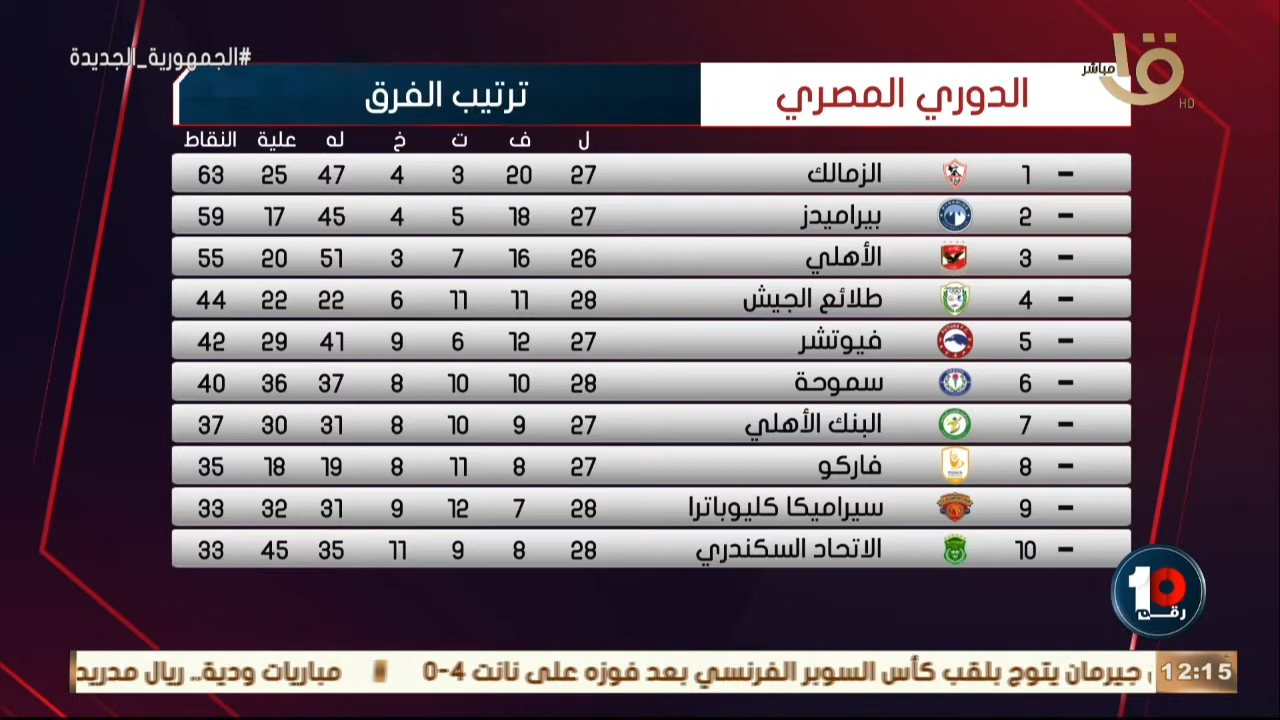 #الجمهورية_الجديدة
مباشر
HD
الدوري المصري
ترتيب الفرق
ل ف ت خ له علية النقاط
– 1 الزمالك 27 20 3 4 47 25 63
– 2 بيراميدز 27 18 5 4 45 17 59
– 3 الأهلي 26 16 7 3 51 20 55
– 4 طلائع الجيش 28 11 11 6 22 22 44
– 5 فيوتشر 27 12 6 9 41 29 42
– 6 سموحة 28 10 10 8 37 36 40
– 7 البنك الأهلي 27 9 10 8 31 30 37
– 8 فاركو 27 8 11 8 19 18 35
– 9 سيراميكا كليوباترا 28 7 12 9 31 32 33
– 10 الاتحاد السكندري 28 8 9 11 35 45 33
رقم 10
12:15 جيرمان يتوج بلقب كأس السوبر الفرنسي بعد فوزه على نانت 4-0 مباريات ودية.. ريال مدريد